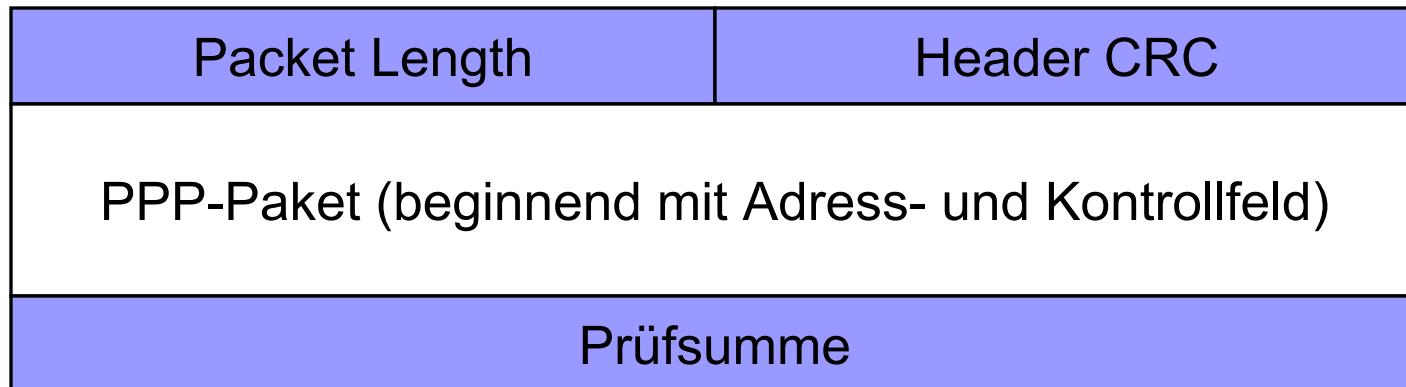 Packet Length
Header CRC
PPP-Paket (beginnend mit Adress- und Kontrollfeld)
Prüfsumme